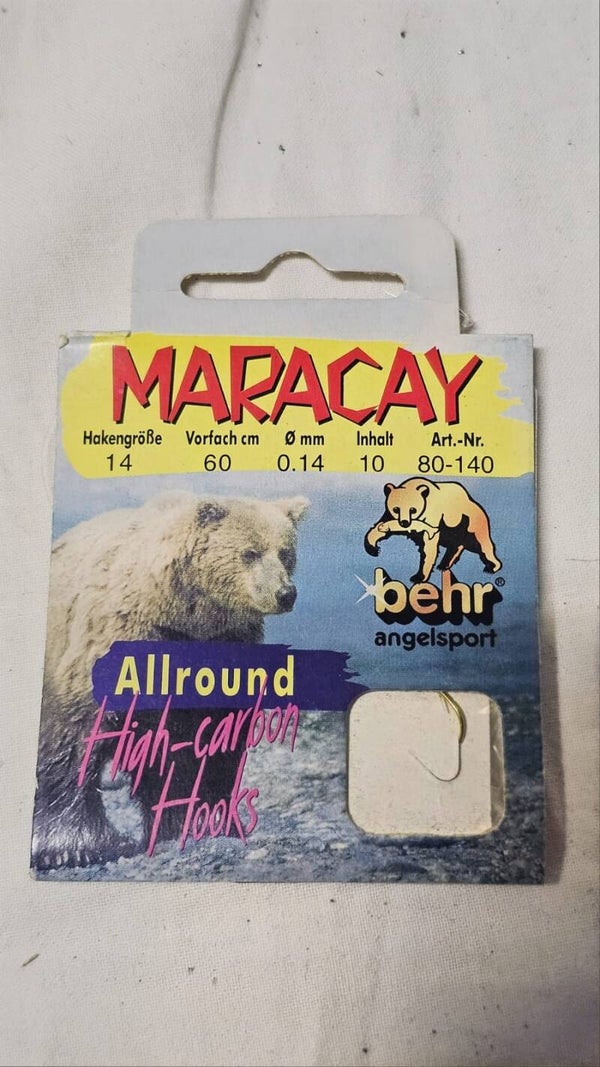 MARACAY
Hakengröße Vorfach cm Ø mm Inhalt Art.-Nr.
14 60 0.14 10 80-140
behr®
angelsport
Allround
High-carbon
Hooks